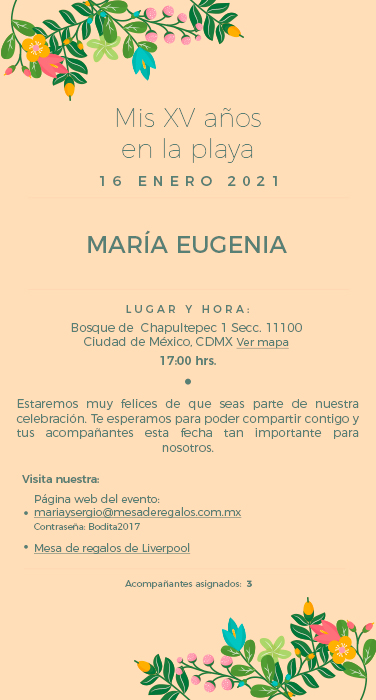 Mis XV años
en la playa
16 ENERO 2021
MARÍA EUGENIA
LUGAR Y HORA:
Bosque de Chapultepec 1 Secc. 11100
Ciudad de México, CDMX Ver mapa
17:00 hrs.
Estaremos muy felices de que seas parte de nuestra
celebración. Te esperamos para poder compartir contigo y
tus acompañantes esta fecha tan importante para
nosotros.
Visita nuestra:
Página web del evento:
• mariaysergio@mesaderegalos.com.mx
Contraseña: Bodita2017
• Mesa de regalos de Liverpool
Acompañantes asignados: 3